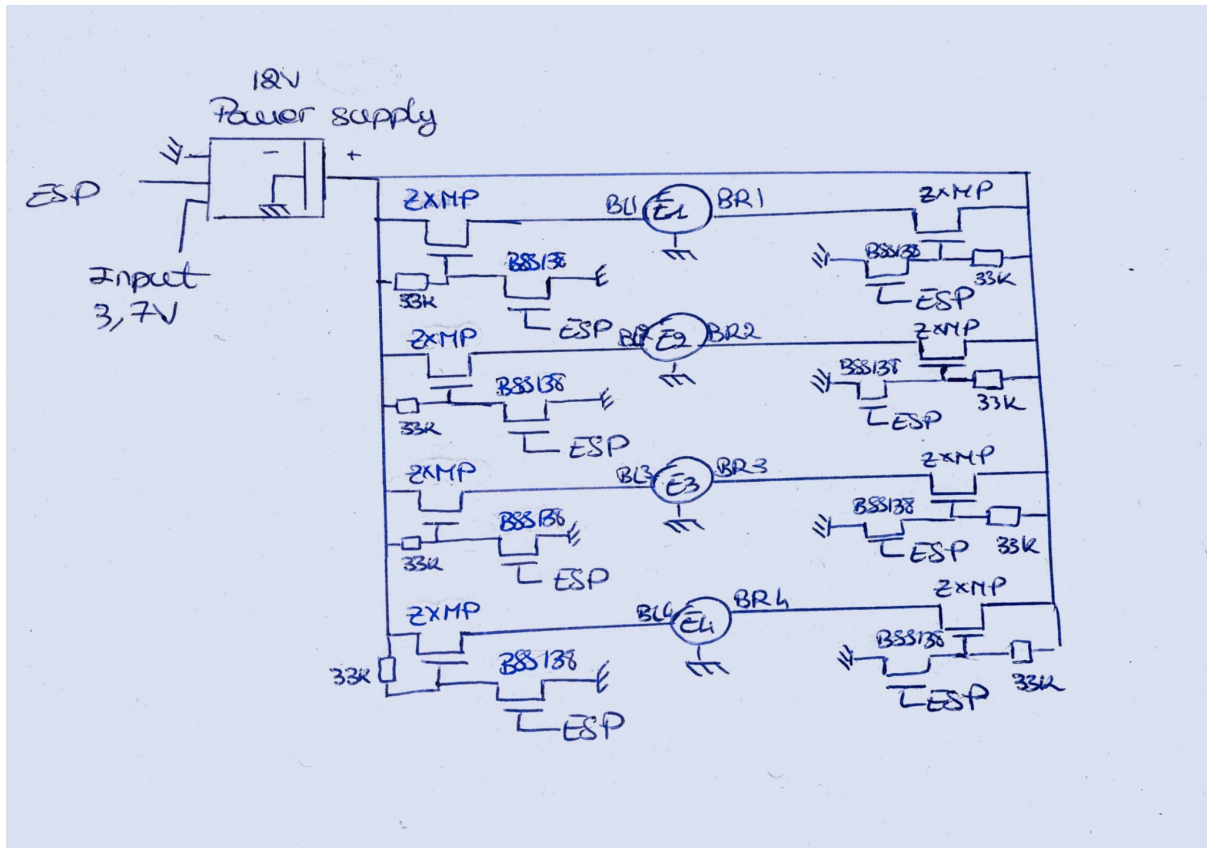 12V
Power supply
- +
ESP
Input
3,7V
ZXMP BL1 E1 BR1 ZXMP
33K BSS138 ESP BSS138 ESP 33K
ZXMP E2 BR2 ZXMP
33K BSS138 ESP BSS138 ESP 33K
ZXMP BL3 E3 BR3 ZXMP
33K BSS138 ESP BSS138 ESP 33K
ZXMP BL4 E4 BR4 ZXMP
33K BSS138 ESP BSS138 ESP 33K